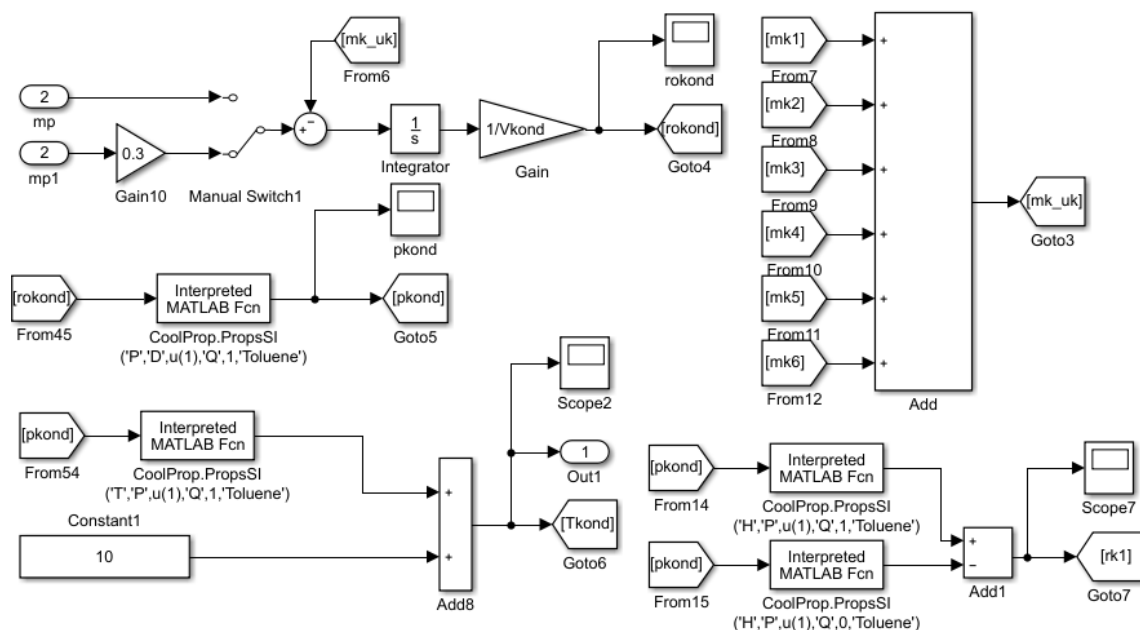 [mk_uk]
From6
2
mp
2
mp1
0.3
Gain10
Manual Switch1
+
−
1
s
Integrator
1/Vkond
Gain
rokond
[rokond]
Goto4
pkond
[rokond]
From45
Interpreted
MATLAB Fcn
CoolProp.PropsSI
('P','D',u(1),'Q',1,'Toluene')
[pkond]
Goto5
[mk1]
From7
[mk2]
From8
[mk3]
From9
[mk4]
From10
[mk5]
From11
[mk6]
From12
+
+
+
+
+
+
Add
[mk_uk]
Goto3
[pkond]
From54
Interpreted
MATLAB Fcn
CoolProp.PropsSI
('T','P',u(1),'Q',1,'Toluene')
Constant1
10
+
+
Add8
Scope2
1
Out1
[Tkond]
Goto6
[pkond]
From14
Interpreted
MATLAB Fcn
CoolProp.PropsSI
('H','P',u(1),'Q',1,'Toluene')
[pkond]
From15
Interpreted
MATLAB Fcn
CoolProp.PropsSI
('H','P',u(1),'Q',0,'Toluene')
+
−
Add1
Scope7
[rk1]
Goto7